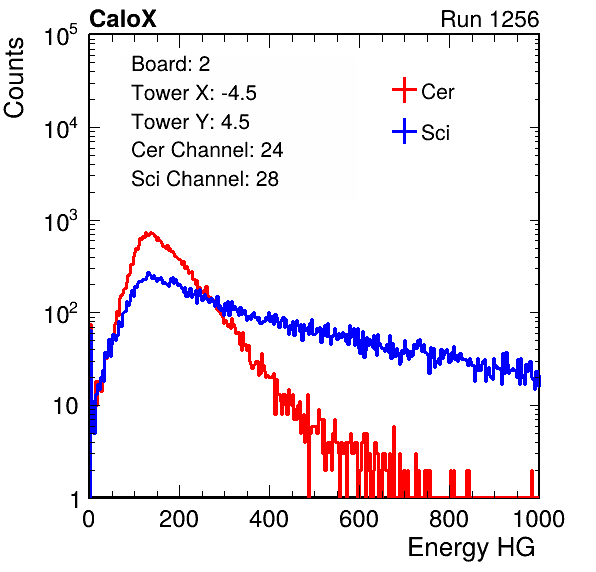 CaloX Run 1256
Counts
10^5
10^4
10^3
10^2
10
1
Board: 2
Tower X: -4.5
Tower Y: 4.5
Cer Channel: 24
Sci Channel: 28
Cer
Sci
0 200 400 600 800 1000
Energy HG